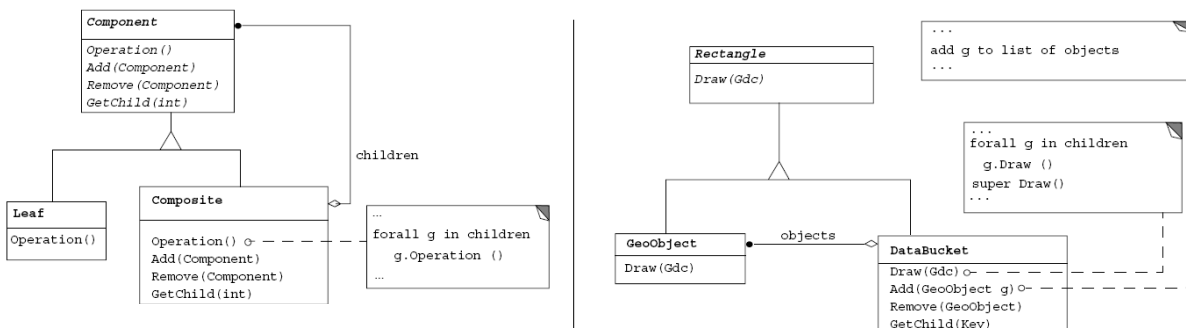 Component
Operation()
Add(Component)
Remove(Component)
GetChild(int)
children
Leaf
Operation()
Composite
Operation()
Add(Component)
Remove(Component)
GetChild(int)
...
forall g in children
g.Operation ()
...
Rectangle
Draw(Gdc)
...
add g to list of objects
...
...
forall g in children
g.Draw ()
super Draw()
...
GeoObject
Draw(Gdc)
objects
DataBucket
Draw(Gdc)
Add(GeoObject g)
Remove(GeoObject)
GetChild(Key)